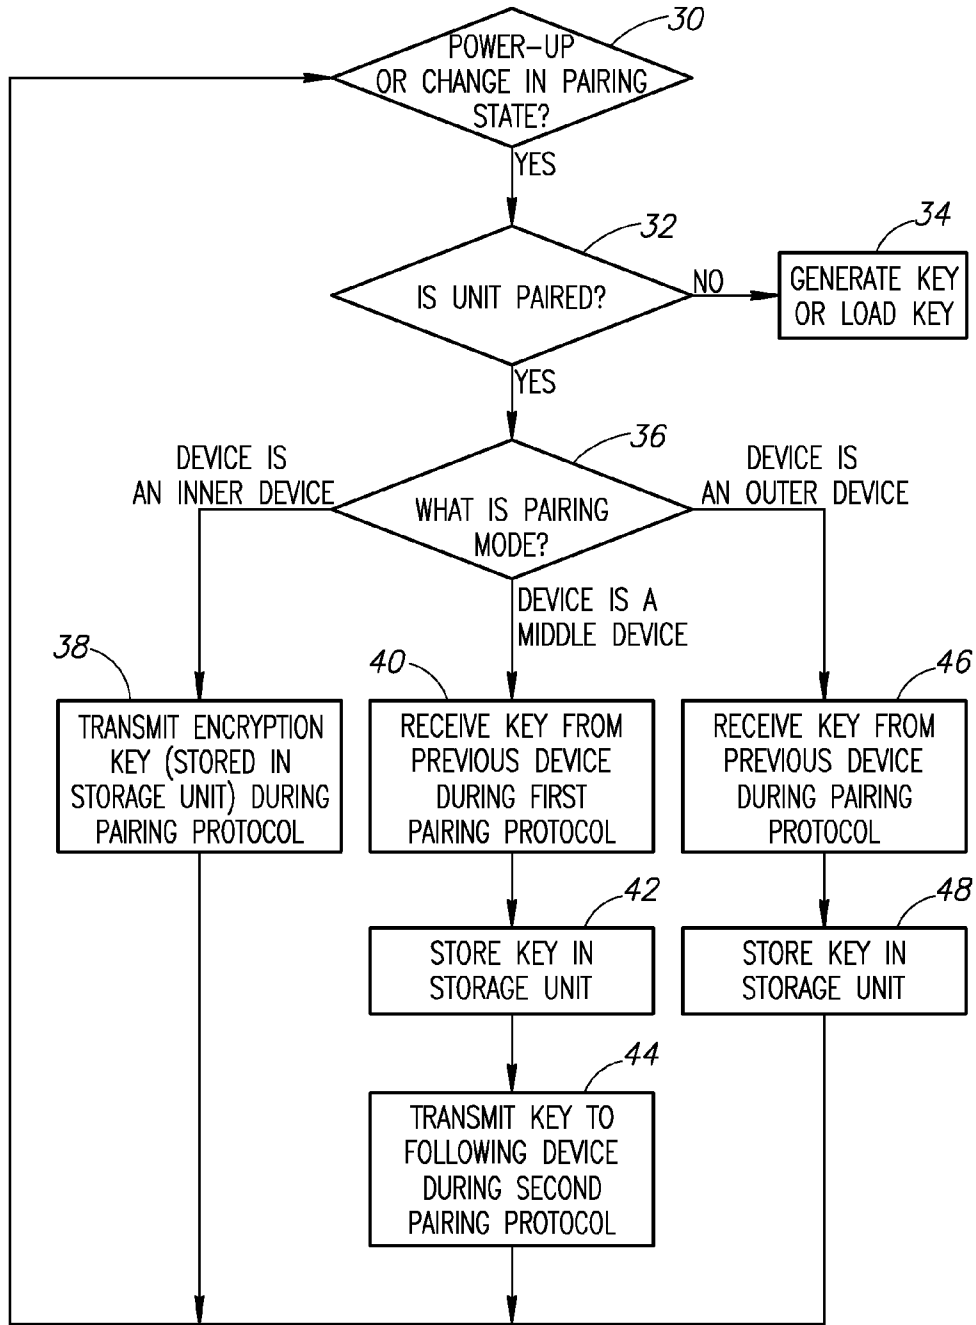 30
POWER-UP
OR CHANGE IN PAIRING
STATE?
YES
32
IS UNIT PAIRED?
NO
34
GENERATE KEY
OR LOAD KEY
YES
36
WHAT IS PAIRING
MODE?
DEVICE IS
AN INNER DEVICE
DEVICE IS A
MIDDLE DEVICE
DEVICE IS
AN OUTER DEVICE
38
TRANSMIT ENCRYPTION
KEY (STORED IN
STORAGE UNIT) DURING
PAIRING PROTOCOL
40
RECEIVE KEY FROM
PREVIOUS DEVICE
DURING FIRST
PAIRING PROTOCOL
46
RECEIVE KEY FROM
PREVIOUS DEVICE
DURING PAIRING
PROTOCOL
42
STORE KEY IN
STORAGE UNIT
48
STORE KEY IN
STORAGE UNIT
44
TRANSMIT KEY TO
FOLLOWING DEVICE
DURING SECOND
PAIRING PROTOCOL